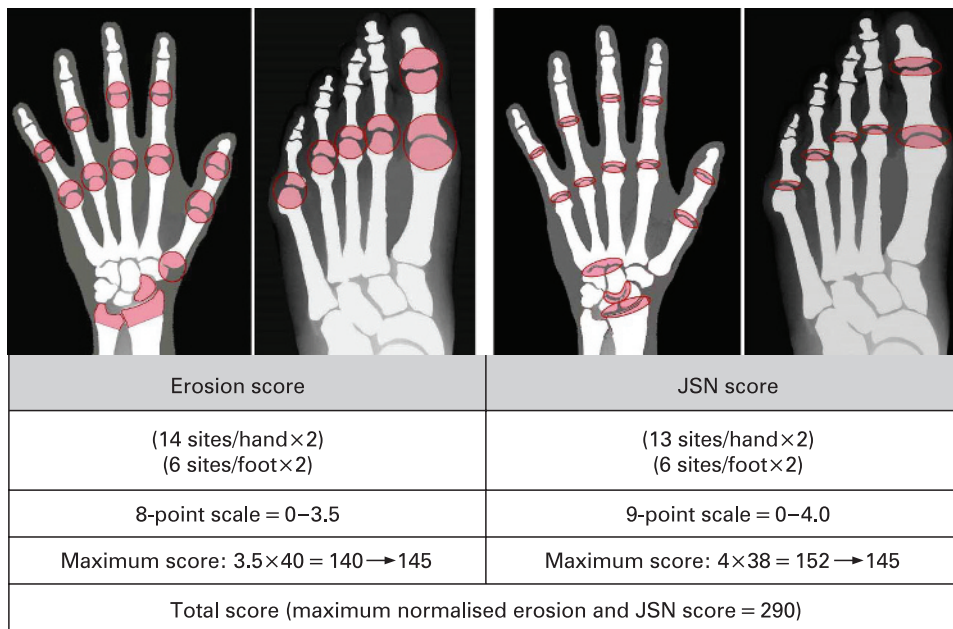 Erosion score
JSN score
(14 sites/hand×2)
(6 sites/foot×2)
(13 sites/hand×2)
(6 sites/foot×2)
8-point scale = 0–3.5
9-point scale = 0–4.0
Maximum score: 3.5×40 = 140→145
Maximum score: 4×38 = 152→145
Total score (maximum normalised erosion and JSN score = 290)